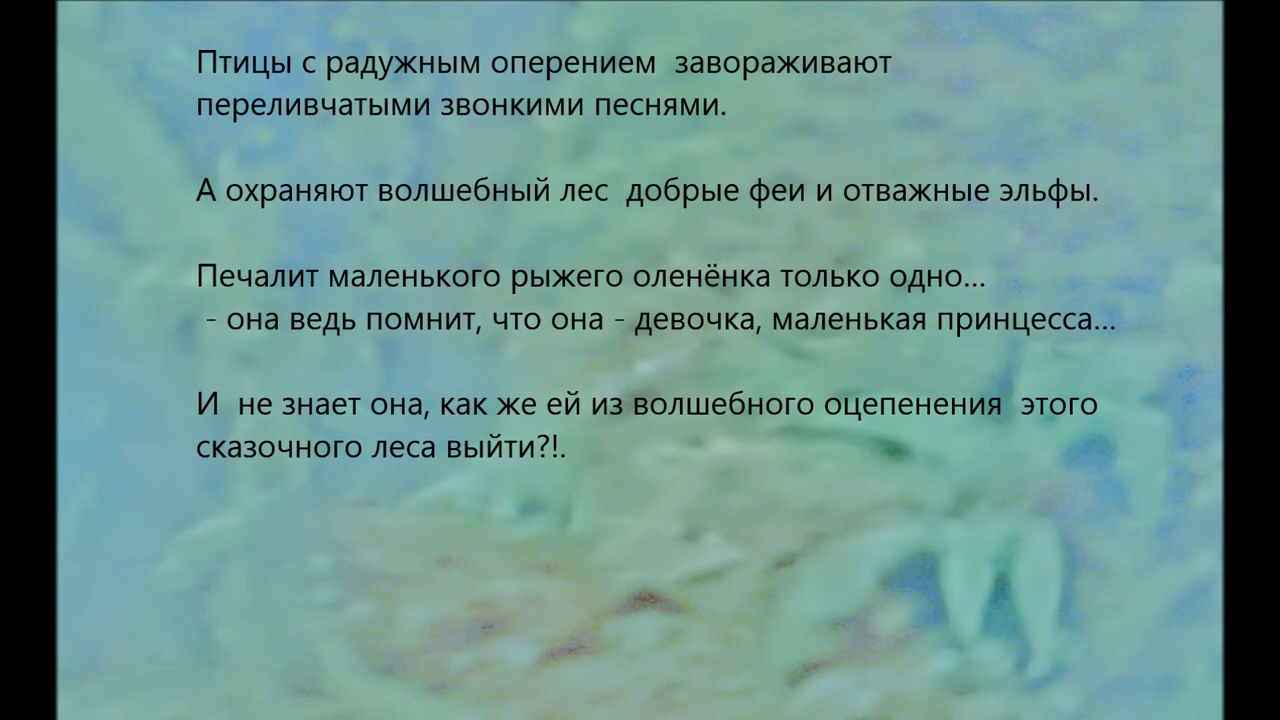 Птицы с радужным оперением  завораживают
переливчатыми звонкими песнями.
А охраняют волшебный лес  добрые феи и отважные эльфы.
Печалит маленького рыжего оленёнка только одно...
- она ведь помнит, что она - девочка, маленькая принцесса...
И  не знает она, как же ей из волшебного оцепенения  этого
сказочного леса выйти?!.